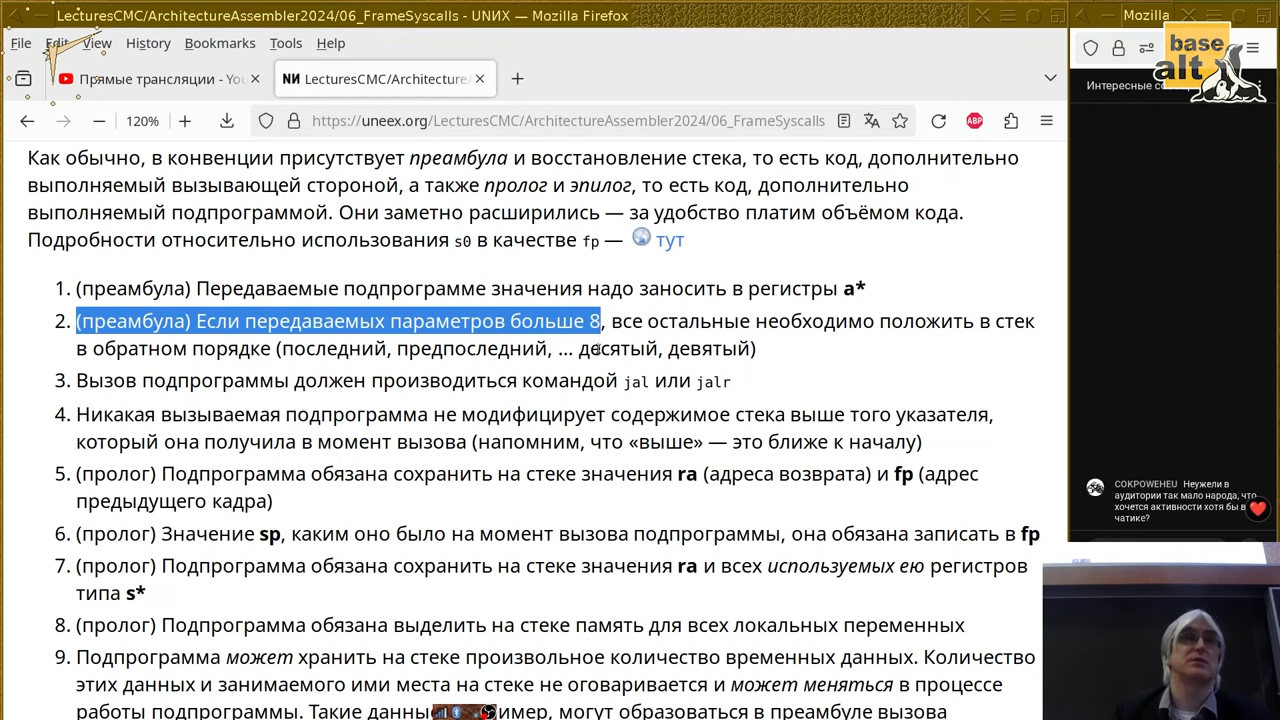 LecturesCMC/ArchitectureAssembler2024/06_FrameSyscalls - UNИX — Mozilla Firefox
Mozilla
File Edit View History Bookmarks Tools Help
base
alt
Прямые трансляции - You
NИ LecturesCMC/ArchitectureA
Интересные со
120%
https://uneex.org/LecturesCMC/ArchitectureAssembler2024/06_FrameSyscalls
ABP
Как обычно, в конвенции присутствует преамбула и восстановление стека, то есть код, дополнительно
выполняемый вызывающей стороной, а также пролог и эпилог, то есть код, дополнительно
выполняемый подпрограммой. Они заметно расширились — за удобство платим объёмом кода.
Подробности относительно использования s0 в качестве fp — тут
1. (преамбула) Передаваемые подпрограмме значения надо заносить в регистры a*
2. (преамбула) Если передаваемых параметров больше 8, все остальные необходимо положить в стек
в обратном порядке (последний, предпоследний, … десятый, девятый)
3. Вызов подпрограммы должен производиться командой jal или jalr
4. Никакая вызываемая подпрограмма не модифицирует содержимое стека выше того указателя,
который она получила в момент вызова (напомним, что «выше» — это ближе к началу)
5. (пролог) Подпрограмма обязана сохранить на стеке значения ra (адреса возврата) и fp (адрес
предыдущего кадра)
6. (пролог) Значение sp, каким оно было на момент вызова подпрограммы, она обязана записать в fp
7. (пролог) Подпрограмма обязана сохранить на стеке значения ra и всех используемых ею регистров
типа s*
8. (пролог) Подпрограмма обязана выделить на стеке память для всех локальных переменных
9. Подпрограмма может хранить на стеке произвольное количество временных данных. Количество
этих данных и занимаемого ими места на стеке не оговаривается и может меняться в процессе
работы подпрограммы. Такие данные имер, могут образоваться в преамбуле вызова
COKPOWEHEU Неужели в
аудитории так мало народа, что
хочется активности хотя бы в
чатике?